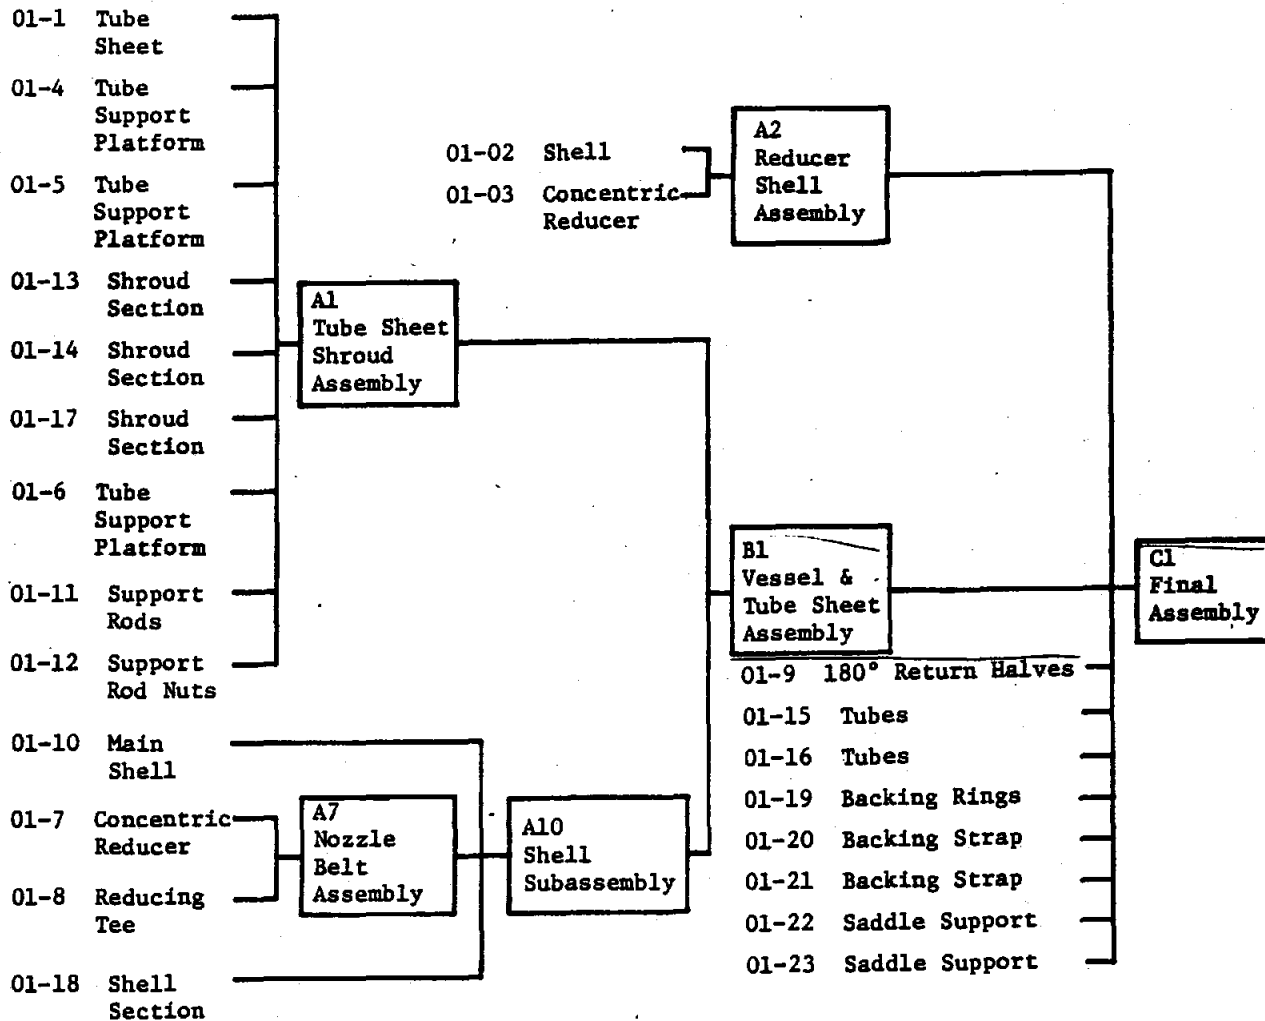 01-1 Tube
Sheet
01-4 Tube
Support
Platform
01-5 Tube
Support
Platform
01-13 Shroud
Section
01-14 Shroud
Section
01-17 Shroud
Section
01-6 Tube
Support
Platform
01-11 Support
Rods
01-12 Support
Rod Nuts
01-10 Main
Shell
01-7 Concentric
Reducer
01-8 Reducing
Tee
01-18 Shell
Section
A1
Tube Sheet
Shroud
Assembly
A7
Nozzle
Belt
Assembly
A10
Shell
Subassembly
01-02 Shell
01-03 Concentric
Reducer
A2
Reducer
Shell
Assembly
B1
Vessel &
Tube Sheet
Assembly
01-9 180° Return Halves
01-15 Tubes
01-16 Tubes
01-19 Backing Rings
01-20 Backing Strap
01-21 Backing Strap
01-22 Saddle Support
01-23 Saddle Support
C1
Final
Assembly